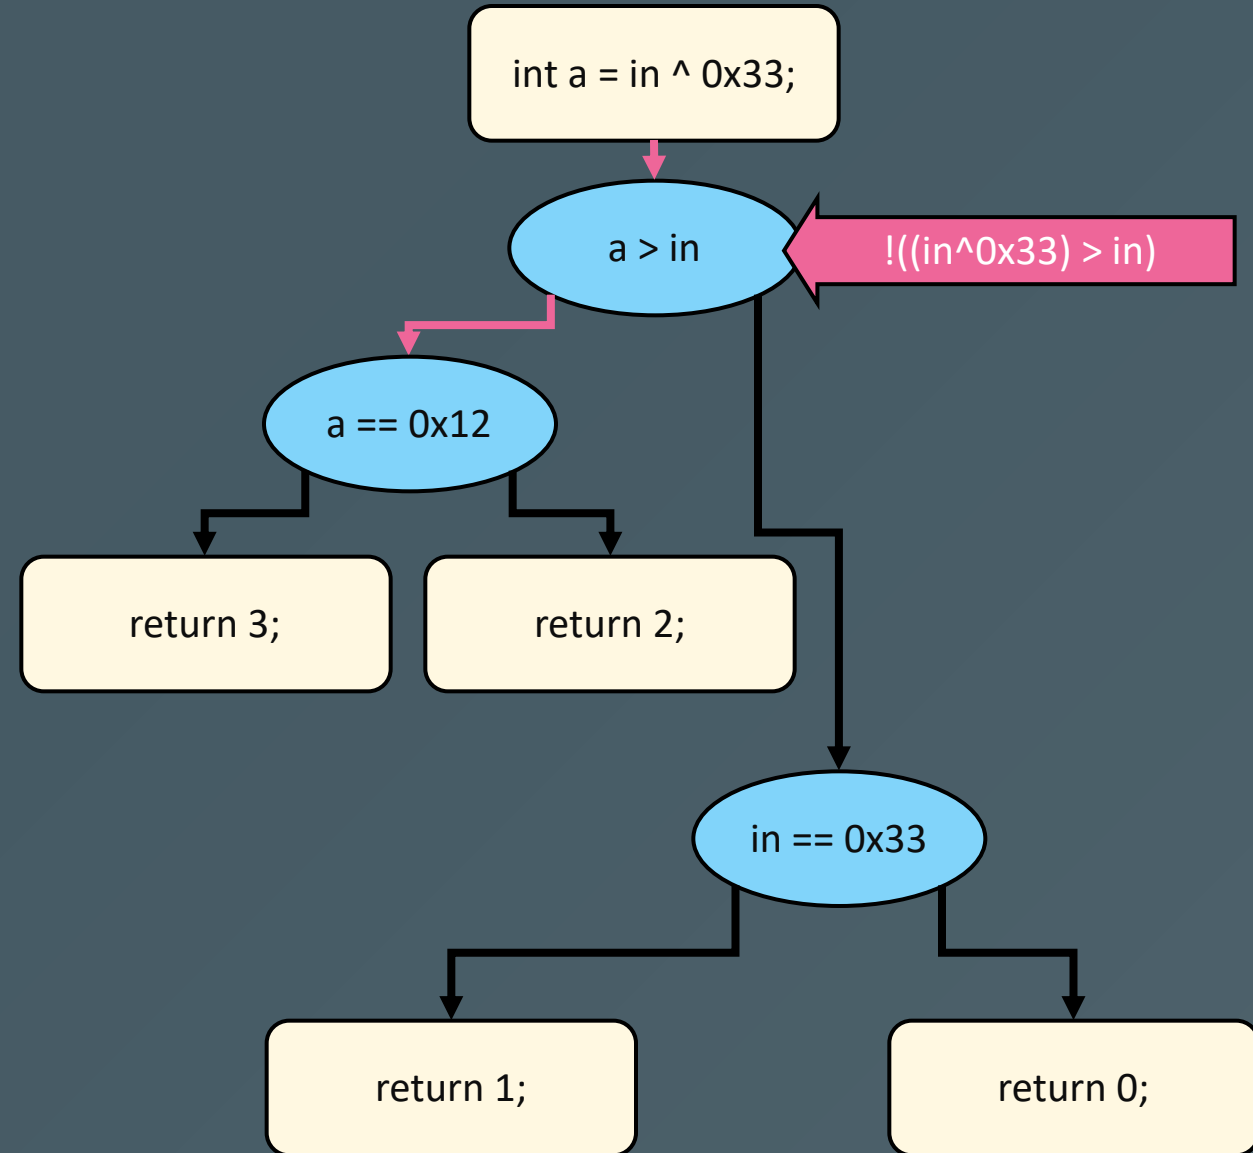 int a = in ^ 0x33;
a > in
!((in^0x33) > in)
a == 0x12
return 3;
return 2;
in == 0x33
return 1;
return 0;